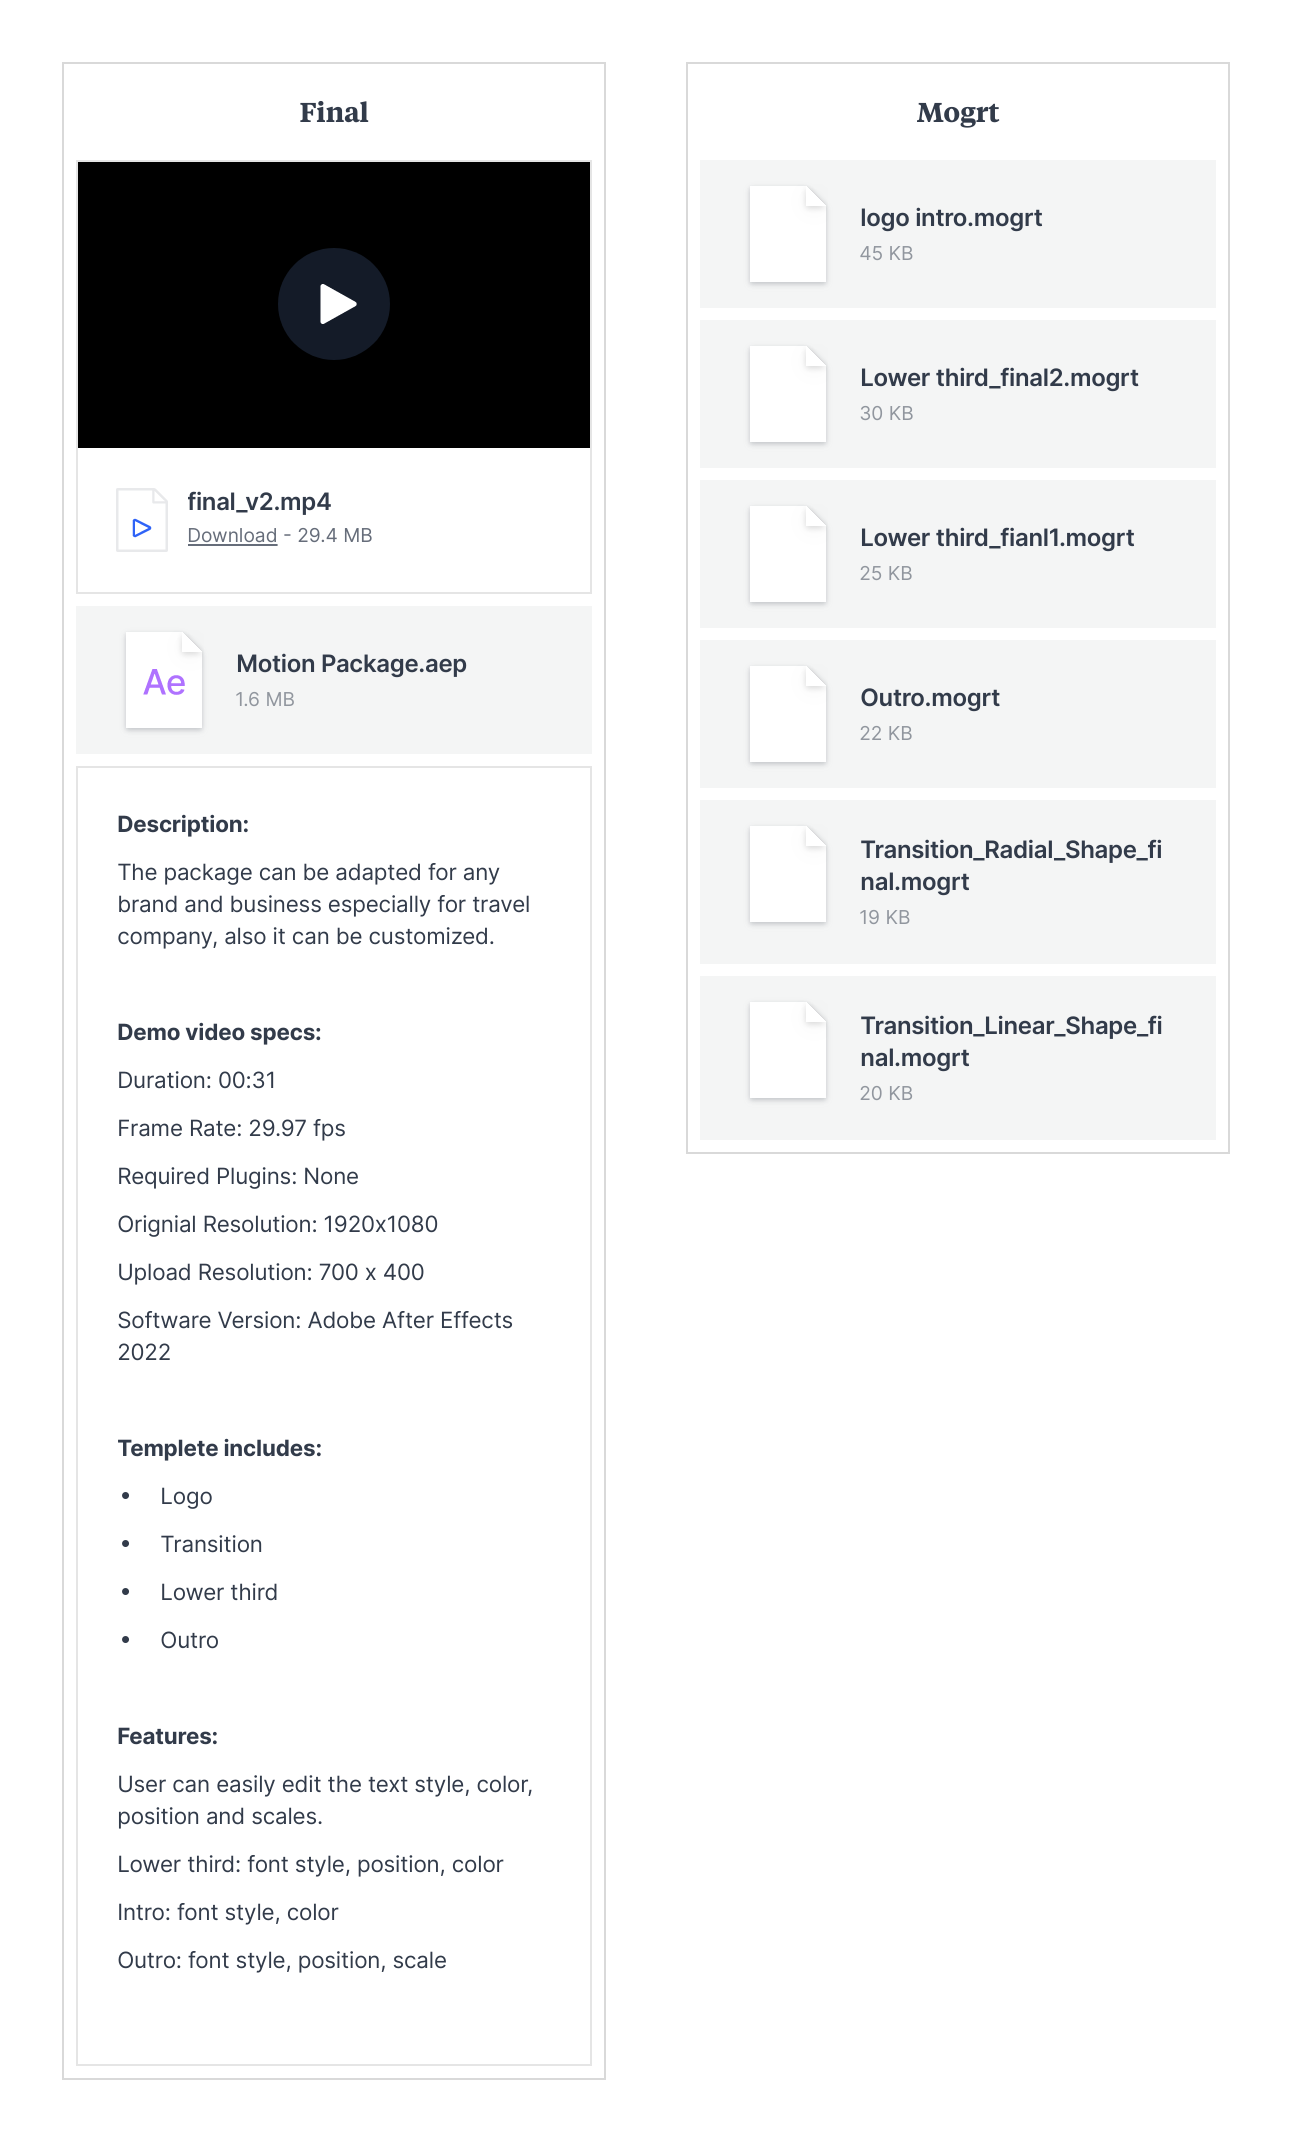 Final
final_v2.mp4
Download - 29.4 MB
Ae
Motion Package.aep
1.6 MB
Description:
The package can be adapted for any
brand and business especially for travel
company, also it can be customized.
Demo video specs:
Duration: 00:31
Frame Rate: 29.97 fps
Required Plugins: None
Orignial Resolution: 1920x1080
Upload Resolution: 700 x 400
Software Version: Adobe After Effects
2022
Templete includes:
• Logo
• Transition
• Lower third
• Outro
Features:
User can easily edit the text style, color,
position and scales.
Lower third: font style, position, color
Intro: font style, color
Outro: font style, position, scale
Mogrt
logo intro.mogrt
45 KB
Lower third_final2.mogrt
30 KB
Lower third_fianl1.mogrt
25 KB
Outro.mogrt
22 KB
Transition_Radial_Shape_fi
nal.mogrt
19 KB
Transition_Linear_Shape_fi
nal.mogrt
20 KB